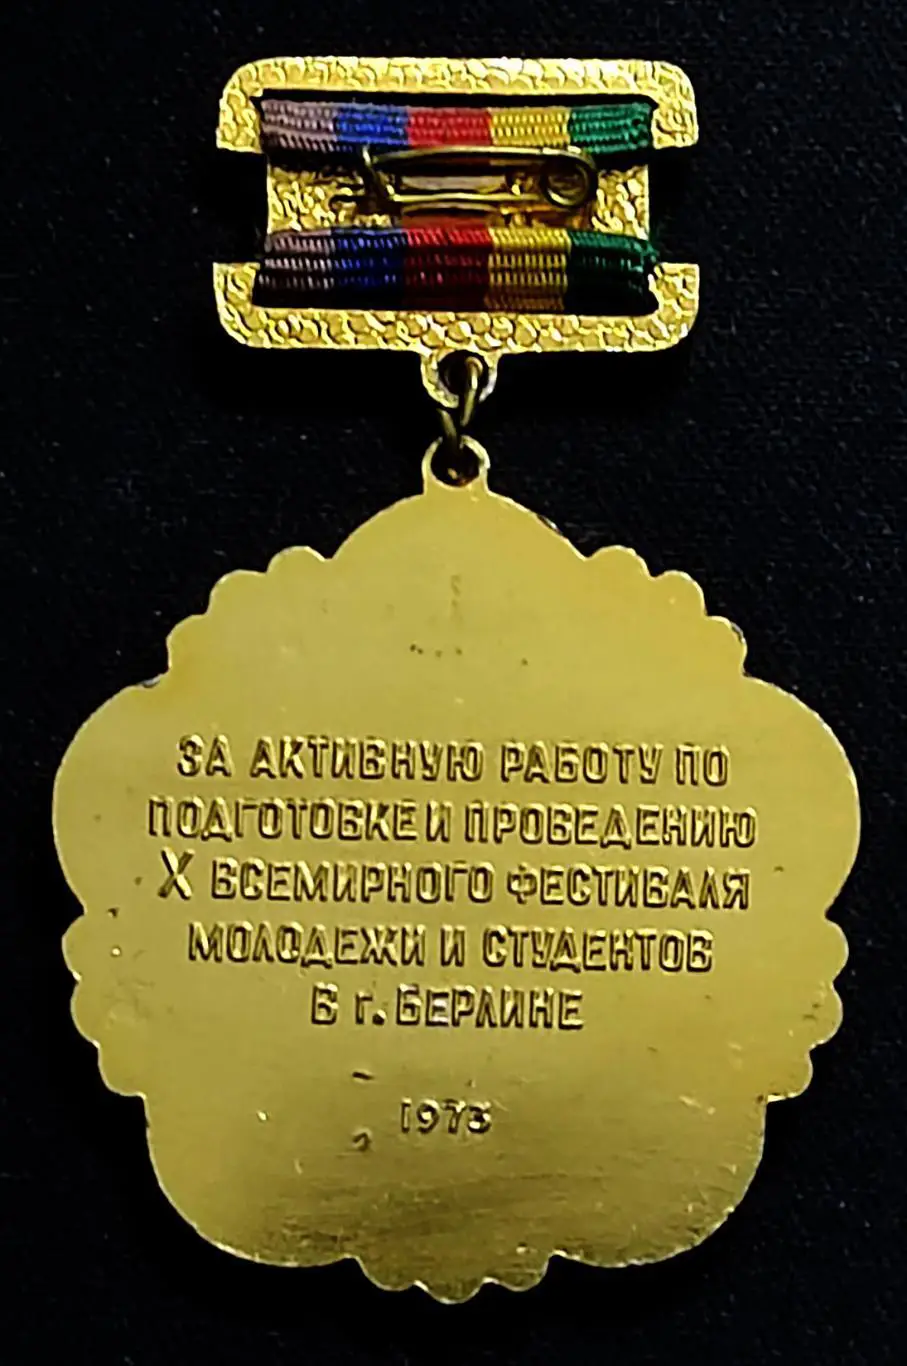 ЗА АКТИВНУЮ РАБОТУ ПО
ПОДГОТОВКЕ И ПРОВЕДЕНИЮ
X ВСЕМИРНОГО ФЕСТИВАЛЯ
МОЛОДЕЖИ И СТУДЕНТОВ
В г. БЕРЛИНЕ
1973